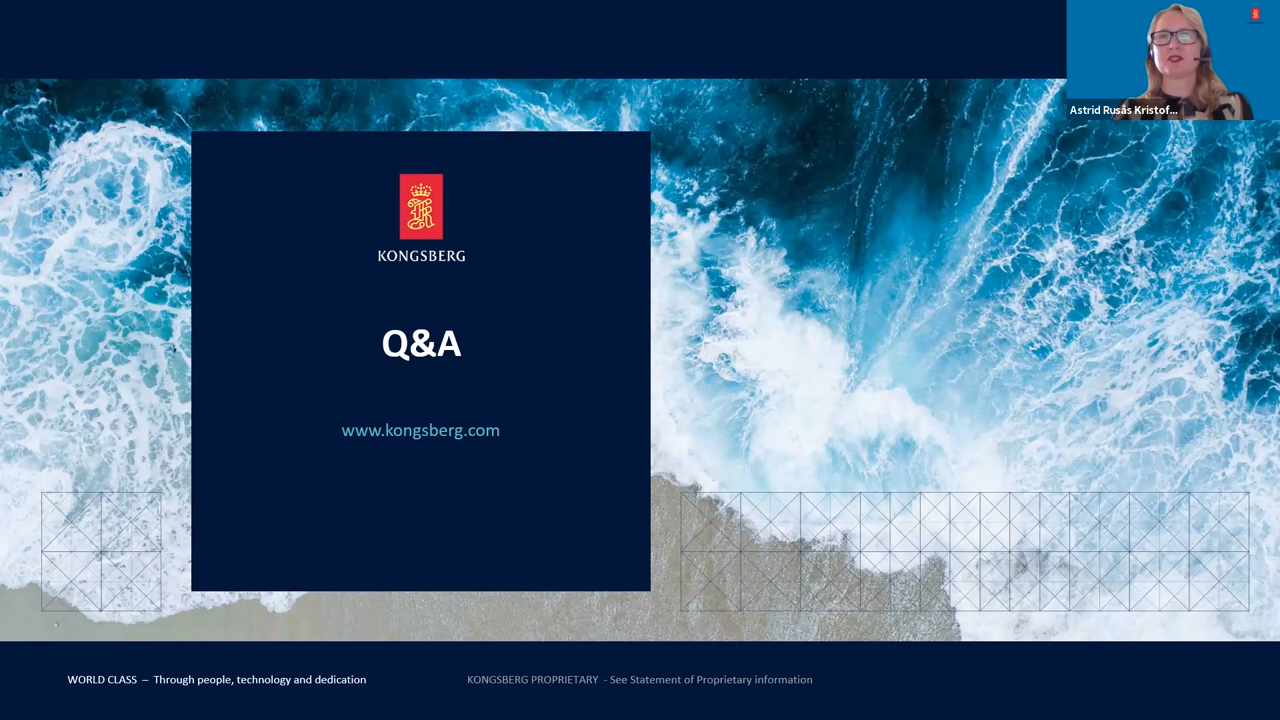 Astrid Rusås Kristof...
KONGSBERG
Q&A
www.kongsberg.com
WORLD CLASS – Through people, technology and dedication
KONGSBERG PROPRIETARY - See Statement of Proprietary information